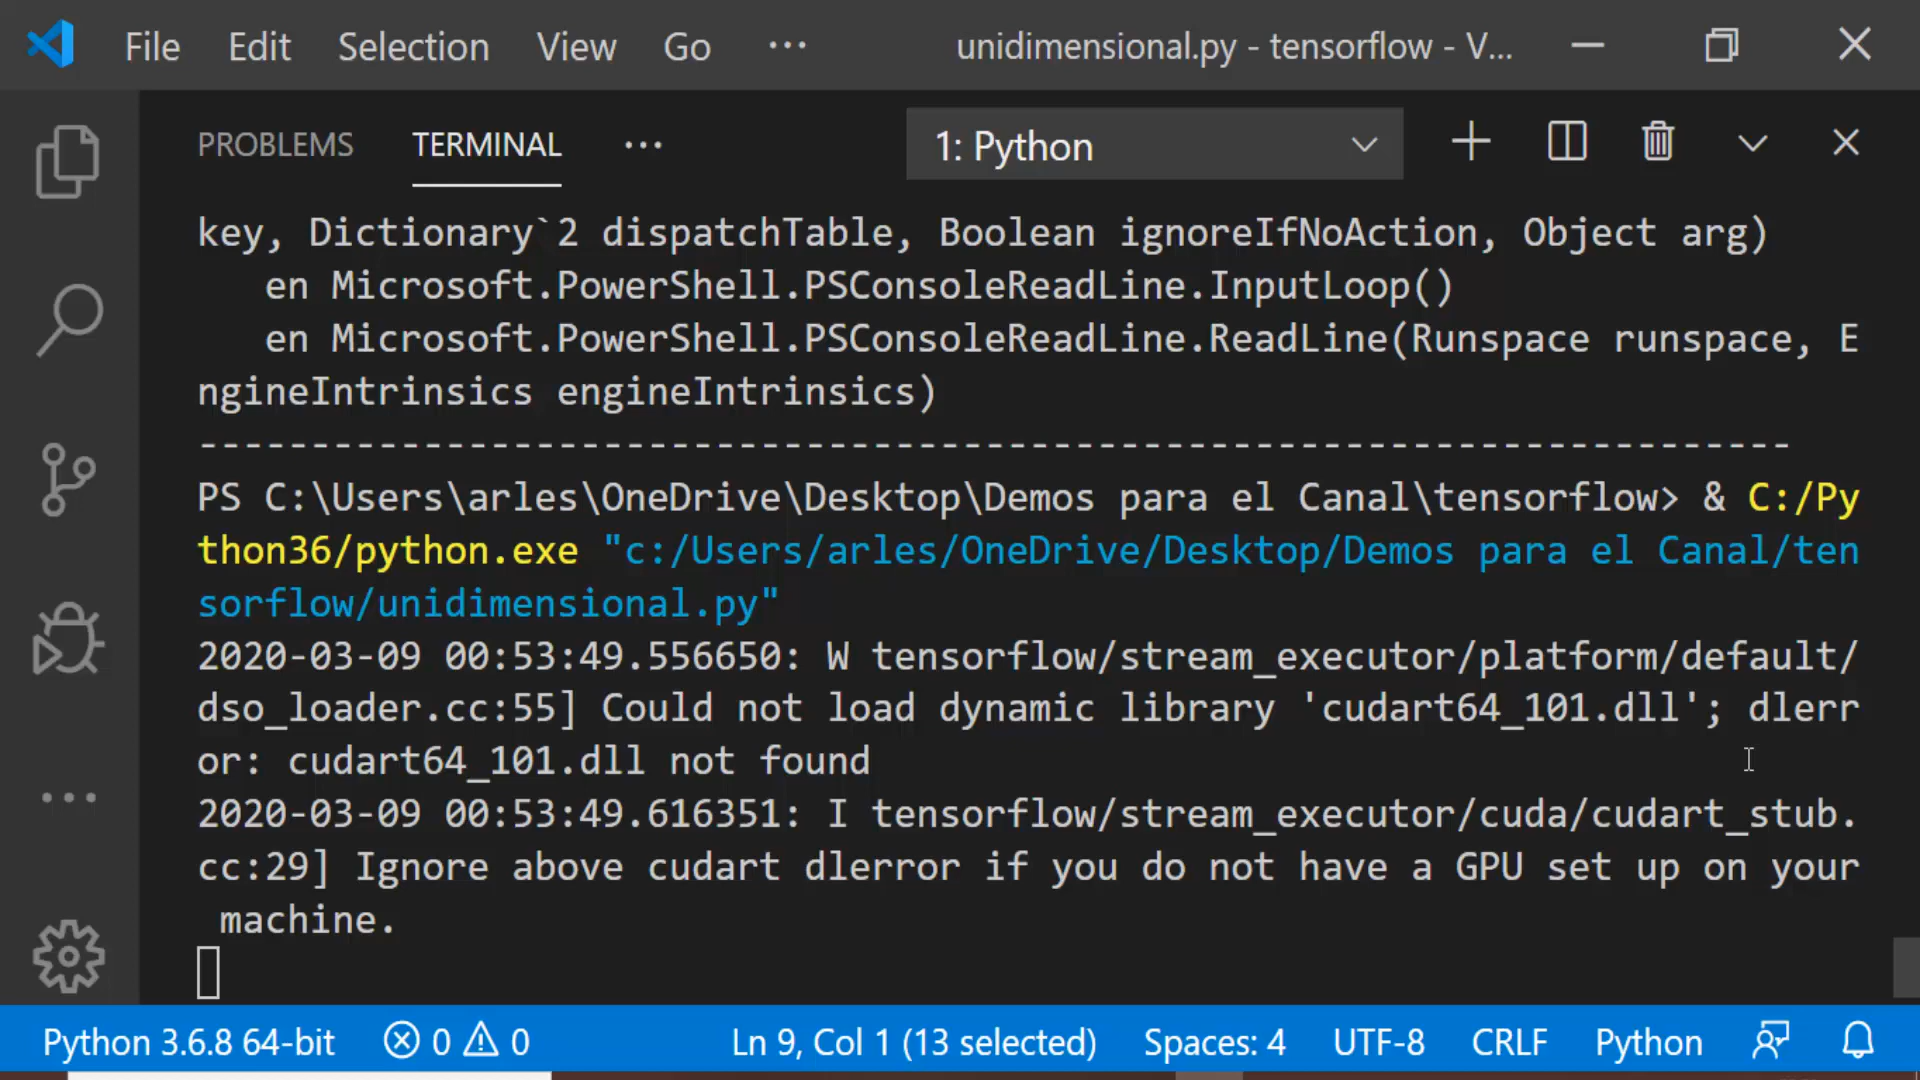 File Edit Selection View Go ··· unidimensional.py - tensorflow - V...
PROBLEMS TERMINAL ··· 1: Python
key, Dictionary`2 dispatchTable, Boolean ignoreIfNoAction, Object arg)
   en Microsoft.PowerShell.PSConsoleReadLine.InputLoop()
   en Microsoft.PowerShell.PSConsoleReadLine.ReadLine(Runspace runspace, E
ngineIntrinsics engineIntrinsics)
-----------------------------------------------------------------------
PS C:\Users\arles\OneDrive\Desktop\Demos para el Canal\tensorflow> & C:/Py
thon36/python.exe "c:/Users/arles/OneDrive/Desktop/Demos para el Canal/ten
sorflow/unidimensional.py"
2020-03-09 00:53:49.556650: W tensorflow/stream_executor/platform/default/
dso_loader.cc:55] Could not load dynamic library 'cudart64_101.dll'; dlerr
or: cudart64_101.dll not found
2020-03-09 00:53:49.616351: I tensorflow/stream_executor/cuda/cudart_stub.
cc:29] Ignore above cudart dlerror if you do not have a GPU set up on your
 machine.
Python 3.6.8 64-bit 0 0 Ln 9, Col 1 (13 selected) Spaces: 4 UTF-8 CRLF Python